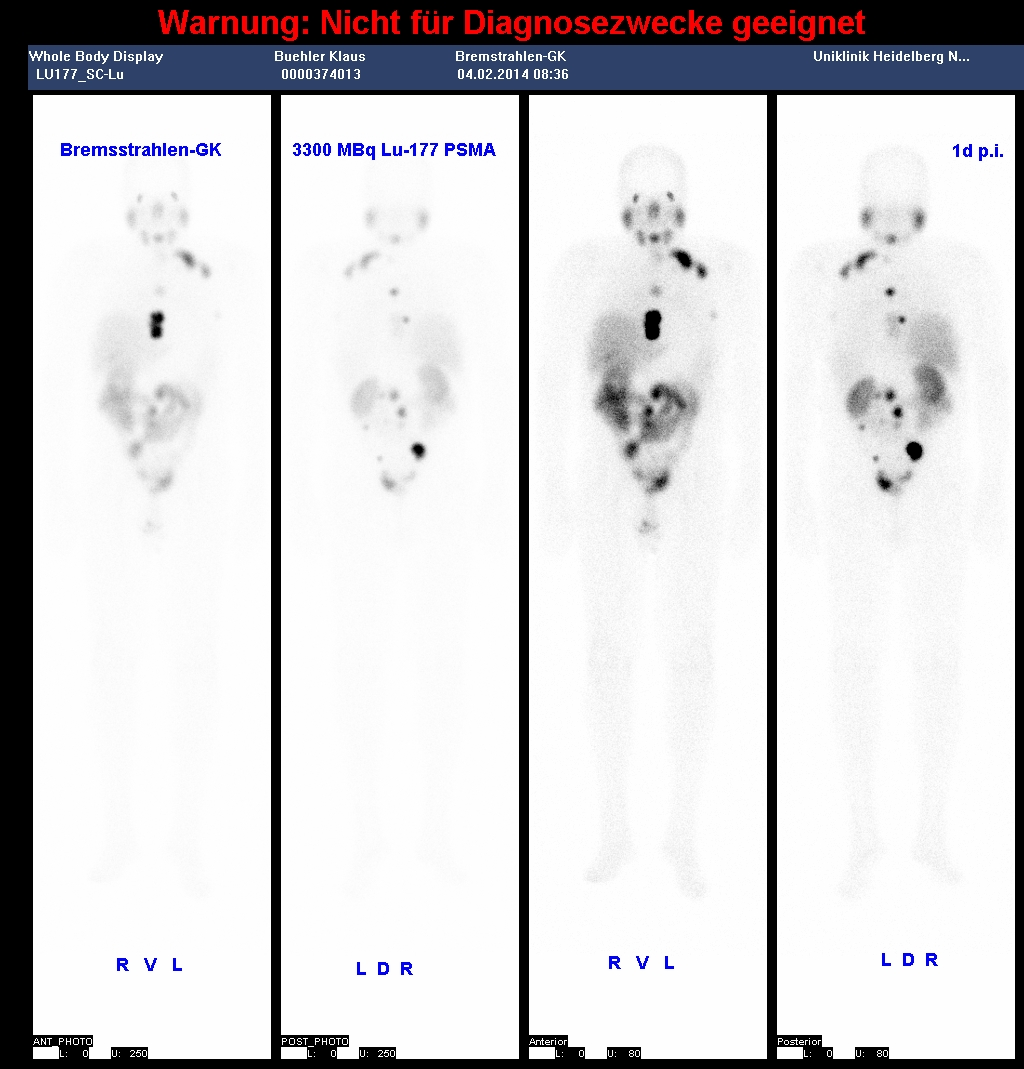 Warnung: Nicht für Diagnosezwecke geeignet
Whole Body Display Buehler Klaus Bremstrahlen-GK Uniklinik Heidelberg N...
LU177_SC-Lu 0000374013 04.02.2014 08:36
Bremsstrahlen-GK 3300 MBq Lu-177 PSMA 1d p.i.
R V L L D R R V L L D R
ANT_PHOTO POST_PHOTO Anterior Posterior
L: 0 U: 250 L: 0 U: 250 L: 0 U: 80 L: 0 U: 80